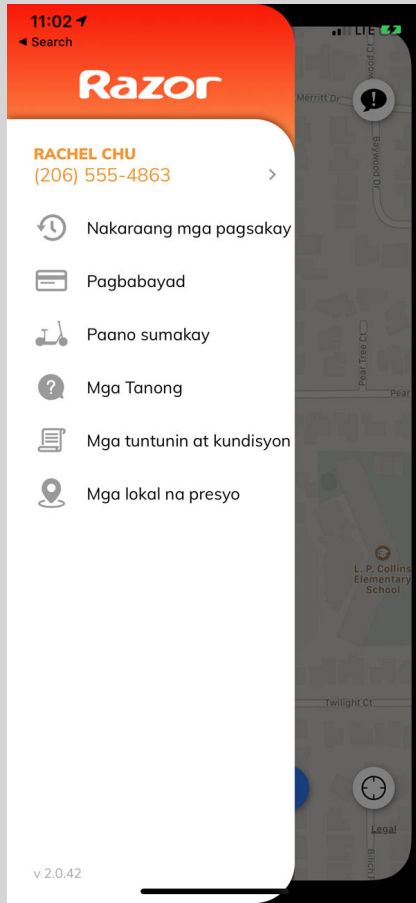 11:02
◀ Search
LTE
Razor
RACHEL CHU
(206) 555-4863
Nakaraang mga pagsakay
Pagbabayad
Paano sumakay
Mga Tanong
Mga tuntunin at kundisyon
Mga lokal na presyo
v 2.0.42
wood Ct
Merritt Dr
Baywood Dr
Pear Tree Ct
Pear
L. P. Collins
Elementary
School
Twilight Ct
Legal